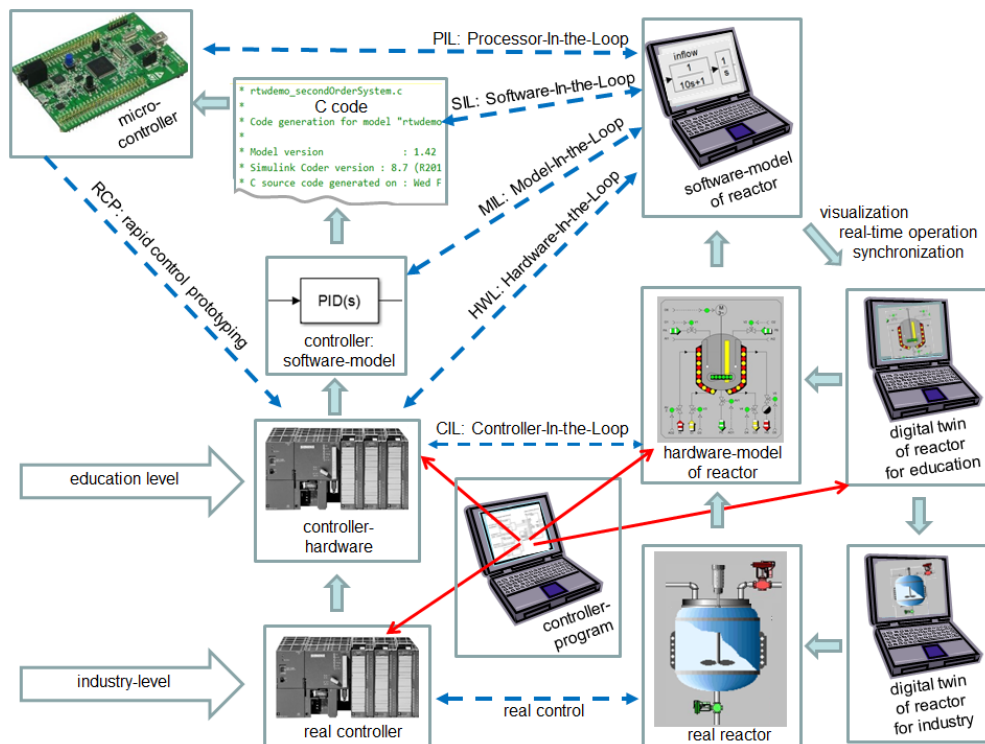 PIL: Processor-In-the-Loop
inflow
1
10s+1
1
s
* rtwdemo_secondOrderSystem.c
*
C code
* Code generation for model "rtwdemo
*
* Model version : 1.42
* Simulink Coder version : 8.7 (R201
* C source code generated on : Wed F
SIL: Software-In-the-Loop
micro-
controller
MIL: Model-In-the-Loop
software-model
of reactor
RCP: rapid control prototyping
HWL: Hardware-In-the-Loop
visualization
real-time operation
synchronization
PID(s)
controller:
software-model
M
CIL: Controller-In-the-Loop
hardware-model
of reactor
digital twin
of reactor
for education
education level
controller-
hardware
controller-
program
industry-level
real controller
real control
real reactor
digital twin
of reactor
for industry